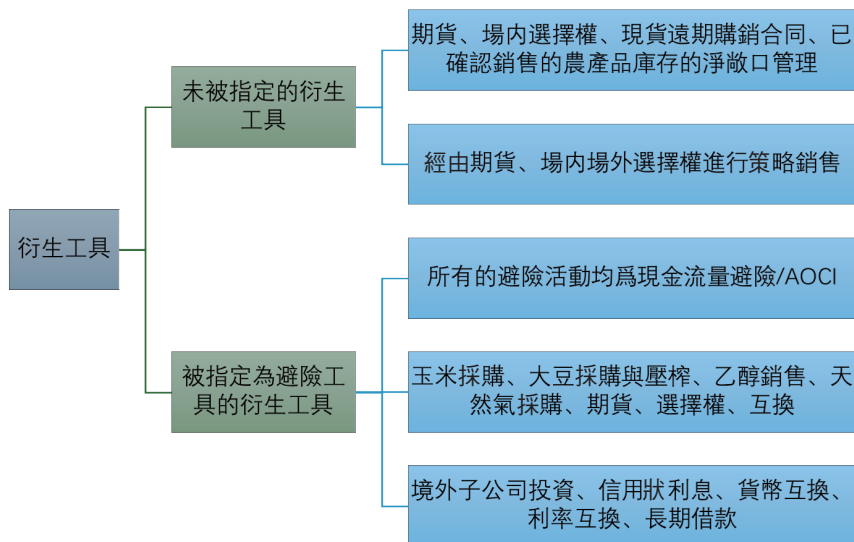 期貨、場内選擇權、現貨遠期購銷合同、已
確認銷售的農產品庫存的淨敞口管理
未被指定的衍生
工具
經由期貨、場内場外選擇權進行策略銷售
衍生工具
所有的避險活動均爲現金流量避險/AOCI
被指定為避險工
具的衍生工具
玉米採購、大豆採購與壓榨、乙醇銷售、天
然氣採購、期貨、選擇權、互換
境外子公司投資、信用狀利息、貨幣互換、
利率互換、長期借款